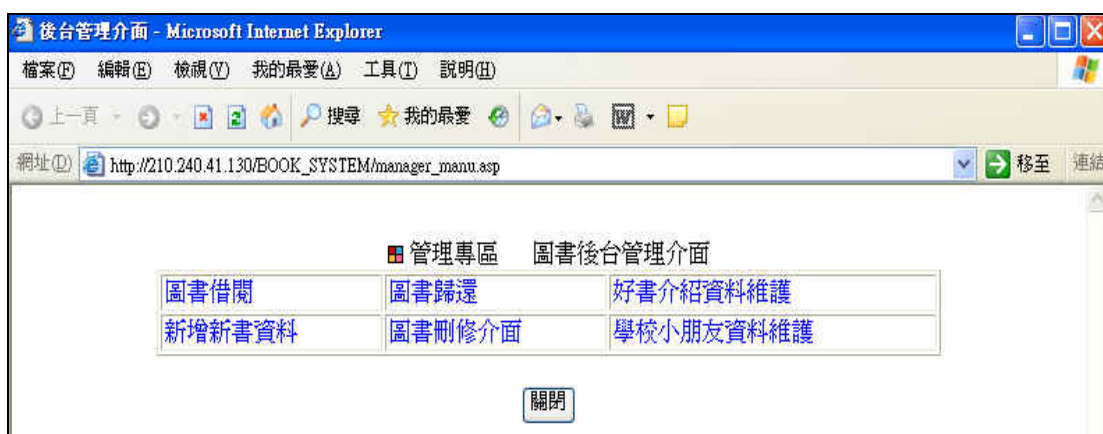 後台管理介面 - Microsoft Internet Explorer
檔案(F) 編輯(E) 檢視(V) 我的最愛(A) 工具(T) 說明(H)
上一頁 搜尋 我的最愛
網址(D) http://210.240.41.130/BOOK_SYSTEM/manager_manu.asp 移至 連結
管理專區 圖書後台管理介面
圖書借閱 圖書歸還 好書介紹資料維護
新增新書資料 圖書刪修介面 學校小朋友資料維護
關閉